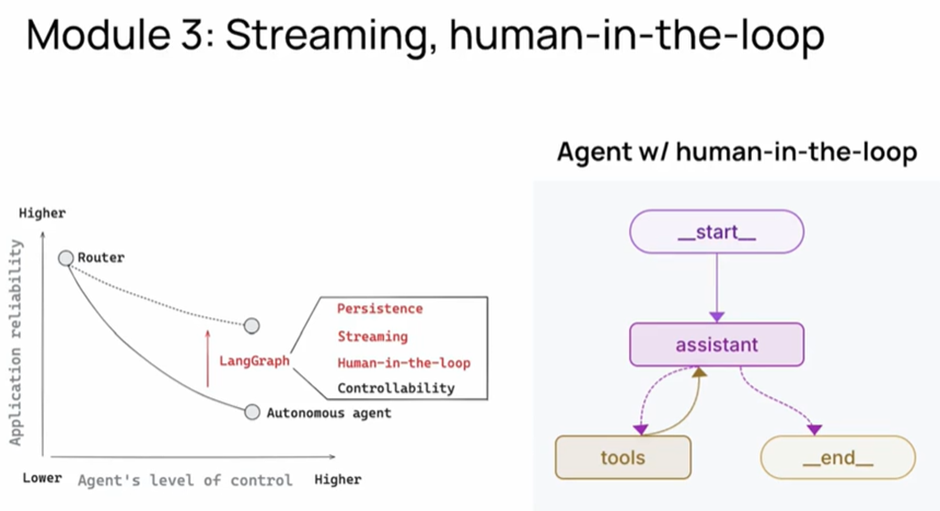 Module 3: Streaming, human-in-the-loop
Agent w/ human-in-the-loop
Higher
Application reliability
Router
LangGraph
Persistence
Streaming
Human-in-the-loop
Controllability
Autonomous agent
Lower
Agent's level of control
Higher
__start__
assistant
tools
__end__